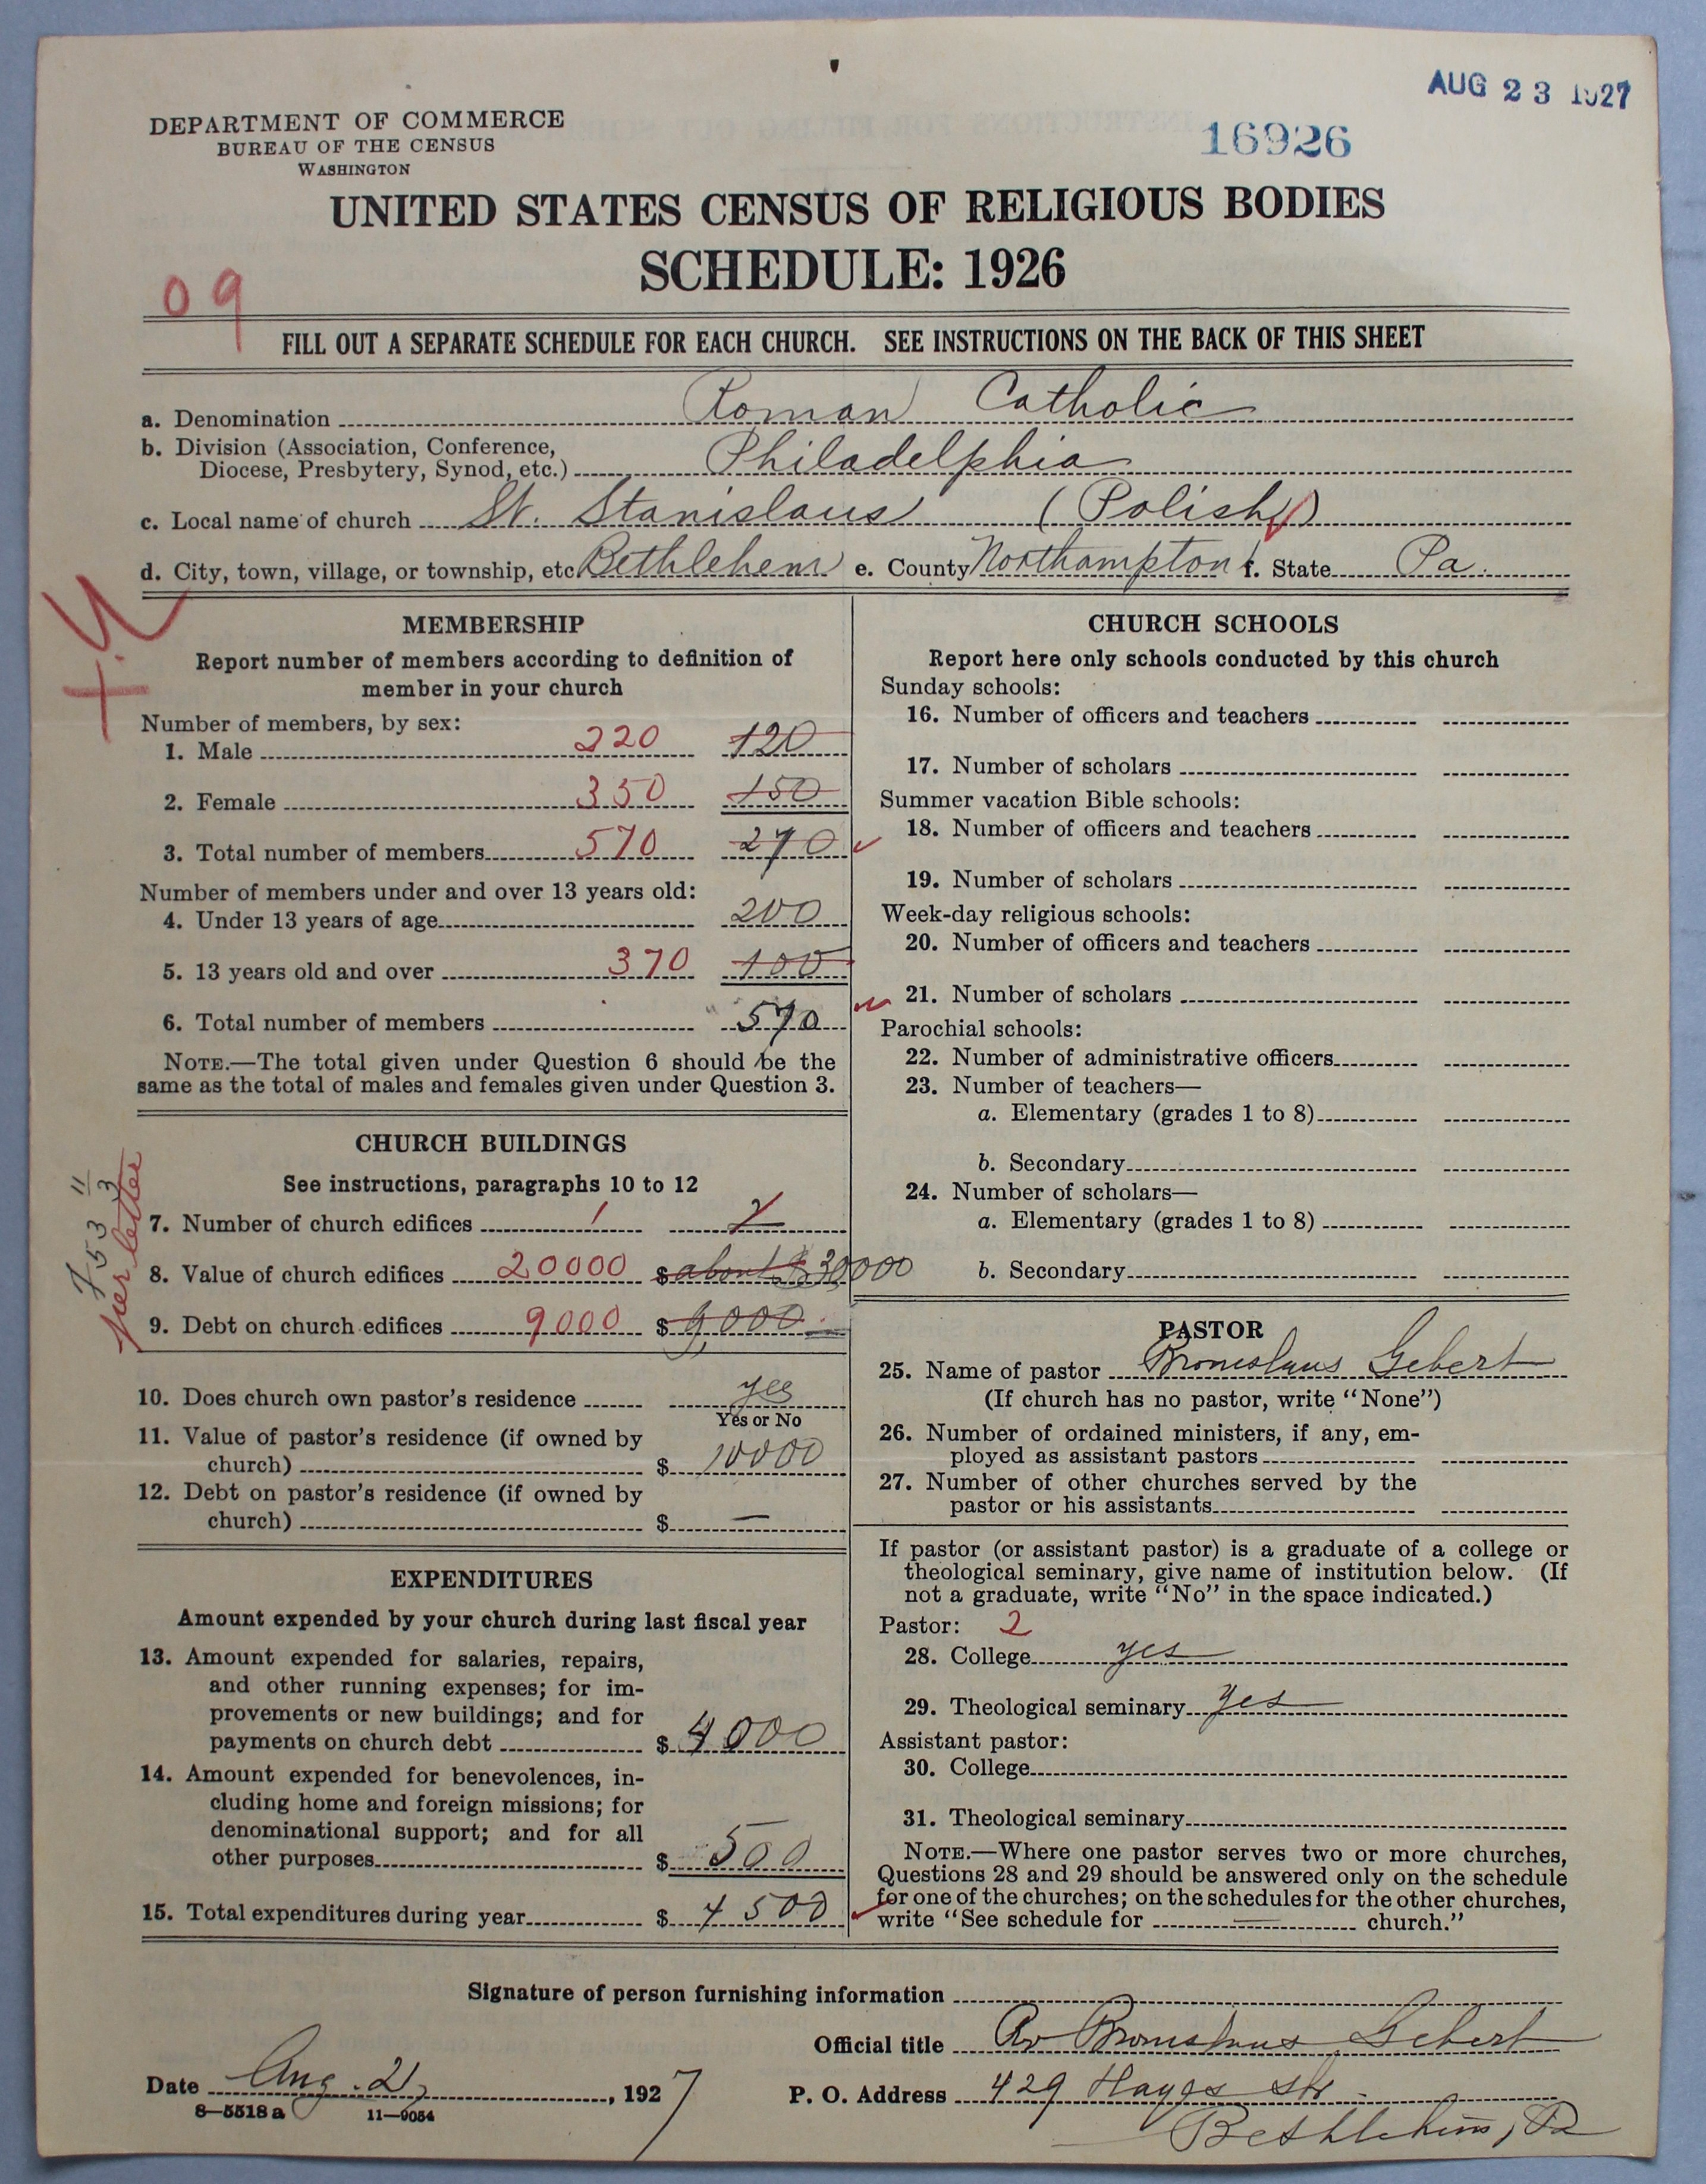 AUG 23 1927
16926
DEPARTMENT OF COMMERCE
BUREAU OF THE CENSUS
WASHINGTON
UNITED STATES CENSUS OF RELIGIOUS BODIES
SCHEDULE: 1926
09
FILL OUT A SEPARATE SCHEDULE FOR EACH CHURCH. SEE INSTRUCTIONS ON THE BACK OF THIS SHEET
a. Denomination Roman Catholic
b. Division (Association, Conference,
Diocese, Presbytery, Synod, etc.) Philadelphia
c. Local name of church St. Stanislaus (Polish)
d. City, town, village, or township, etc. Bethlehem e. County Northampton f. State Pa.
MEMBERSHIP
Report number of members according to definition of
member in your church
Number of members, by sex:
1. Male 220 120
2. Female 350 150
3. Total number of members 570 270
Number of members under and over 13 years old:
4. Under 13 years of age 200
5. 13 years old and over 370 100
6. Total number of members 570
NOTE.—The total given under Question 6 should be the
same as the total of males and females given under Question 3.
CHURCH BUILDINGS
See instructions, paragraphs 10 to 12
per letter
7. Number of church edifices 1 2
8. Value of church edifices 20000 $ about $30000
9. Debt on church edifices 9000 $ 9,000
10. Does church own pastor's residence yes
Yes or No
11. Value of pastor's residence (if owned by
church) $ 10000
12. Debt on pastor's residence (if owned by
church) $ —
EXPENDITURES
Amount expended by your church during last fiscal year
13. Amount expended for salaries, repairs,
and other running expenses; for im-
provements or new buildings; and for
payments on church debt $ 4000
14. Amount expended for benevolences, in-
cluding home and foreign missions; for
denominational support; and for all
other purposes $ 500
15. Total expenditures during year $ 4500
CHURCH SCHOOLS
Report here only schools conducted by this church
Sunday schools:
16. Number of officers and teachers
17. Number of scholars
Summer vacation Bible schools:
18. Number of officers and teachers
19. Number of scholars
Week-day religious schools:
20. Number of officers and teachers
21. Number of scholars
Parochial schools:
22. Number of administrative officers
23. Number of teachers—
a. Elementary (grades 1 to 8)
b. Secondary
24. Number of scholars—
a. Elementary (grades 1 to 8)
b. Secondary
PASTOR
25. Name of pastor Bronislaus Gebert
(If church has no pastor, write "None")
26. Number of ordained ministers, if any, em-
ployed as assistant pastors
27. Number of other churches served by the
pastor or his assistants
If pastor (or assistant pastor) is a graduate of a college or
theological seminary, give name of institution below. (If
not a graduate, write "No" in the space indicated.)
Pastor: 2
28. College yes
29. Theological seminary yes
Assistant pastor:
30. College
31. Theological seminary
NOTE.—Where one pastor serves two or more churches,
Questions 28 and 29 should be answered only on the schedule
for one of the churches; on the schedules for the other churches,
write "See schedule for — church."
Signature of person furnishing information
Official title Rev Bronislaus Gebert
Date Aug. 21, 1927
P. O. Address 429 Hayes str.
Bethlehem, Pa
8—5518 a 11—9054